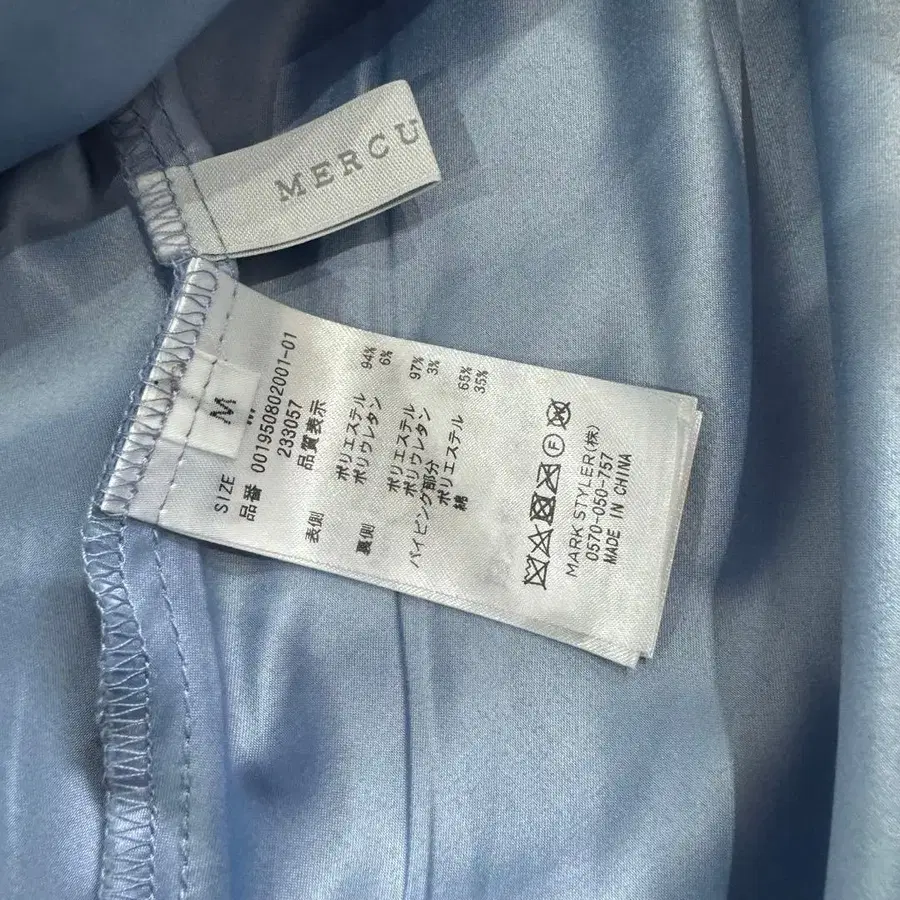 MERCU
SIZE M
品番 001950802001-01
233057
品質表示
表側 ポリエステル 94%
ポリウレタン 6%
裏側 ポリエステル 97%
ポリウレタン 3%
パイピング部分
ポリエステル 65%
綿 35%
F
MARK STYLER(株)
0570-050-757
MADE IN CHINA